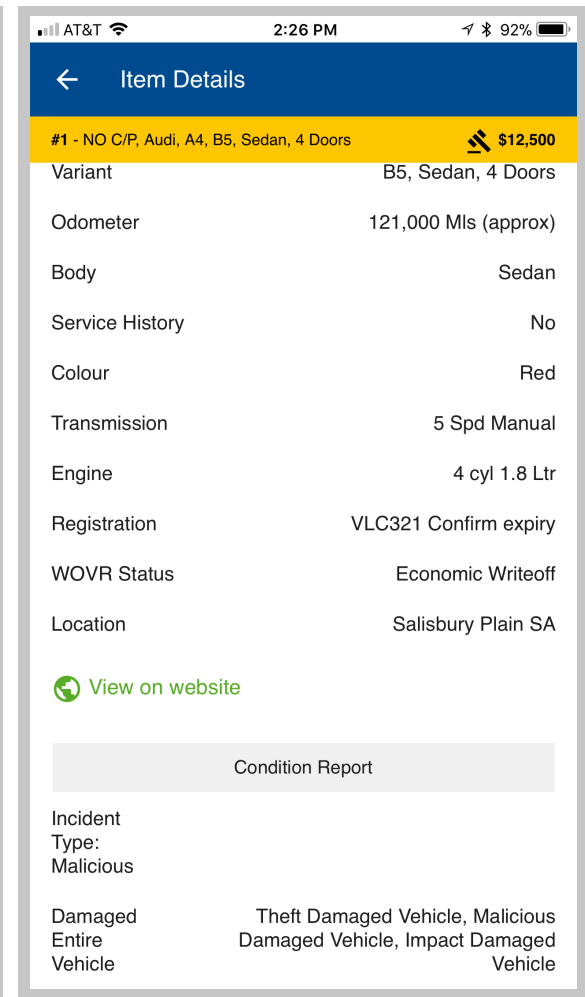 AT&T 2:26 PM 92%
Item Details
#1 - NO C/P, Audi, A4, B5, Sedan, 4 Doors $12,500
Variant B5, Sedan, 4 Doors
Odometer 121,000 Mls (approx)
Body Sedan
Service History No
Colour Red
Transmission 5 Spd Manual
Engine 4 cyl 1.8 Ltr
Registration VLC321 Confirm expiry
WOVR Status Economic Writeoff
Location Salisbury Plain SA
View on website
Condition Report
Incident
Type:
Malicious
Damaged Theft Damaged Vehicle, Malicious
Entire Damaged Vehicle, Impact Damaged
Vehicle Vehicle